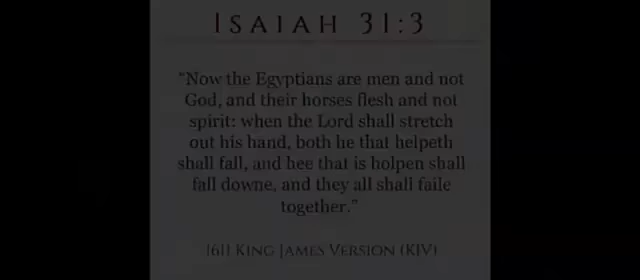 Isaiah 31:3
“Now the Egyptians are men and not
God, and their horses flesh and not
spirit: when the Lord shall stretch
out his hand, both he that helpeth
shall fall, and hee that is holpen shall
fall downe, and they all shall faile
together.”
1611 King James Version (KJV)